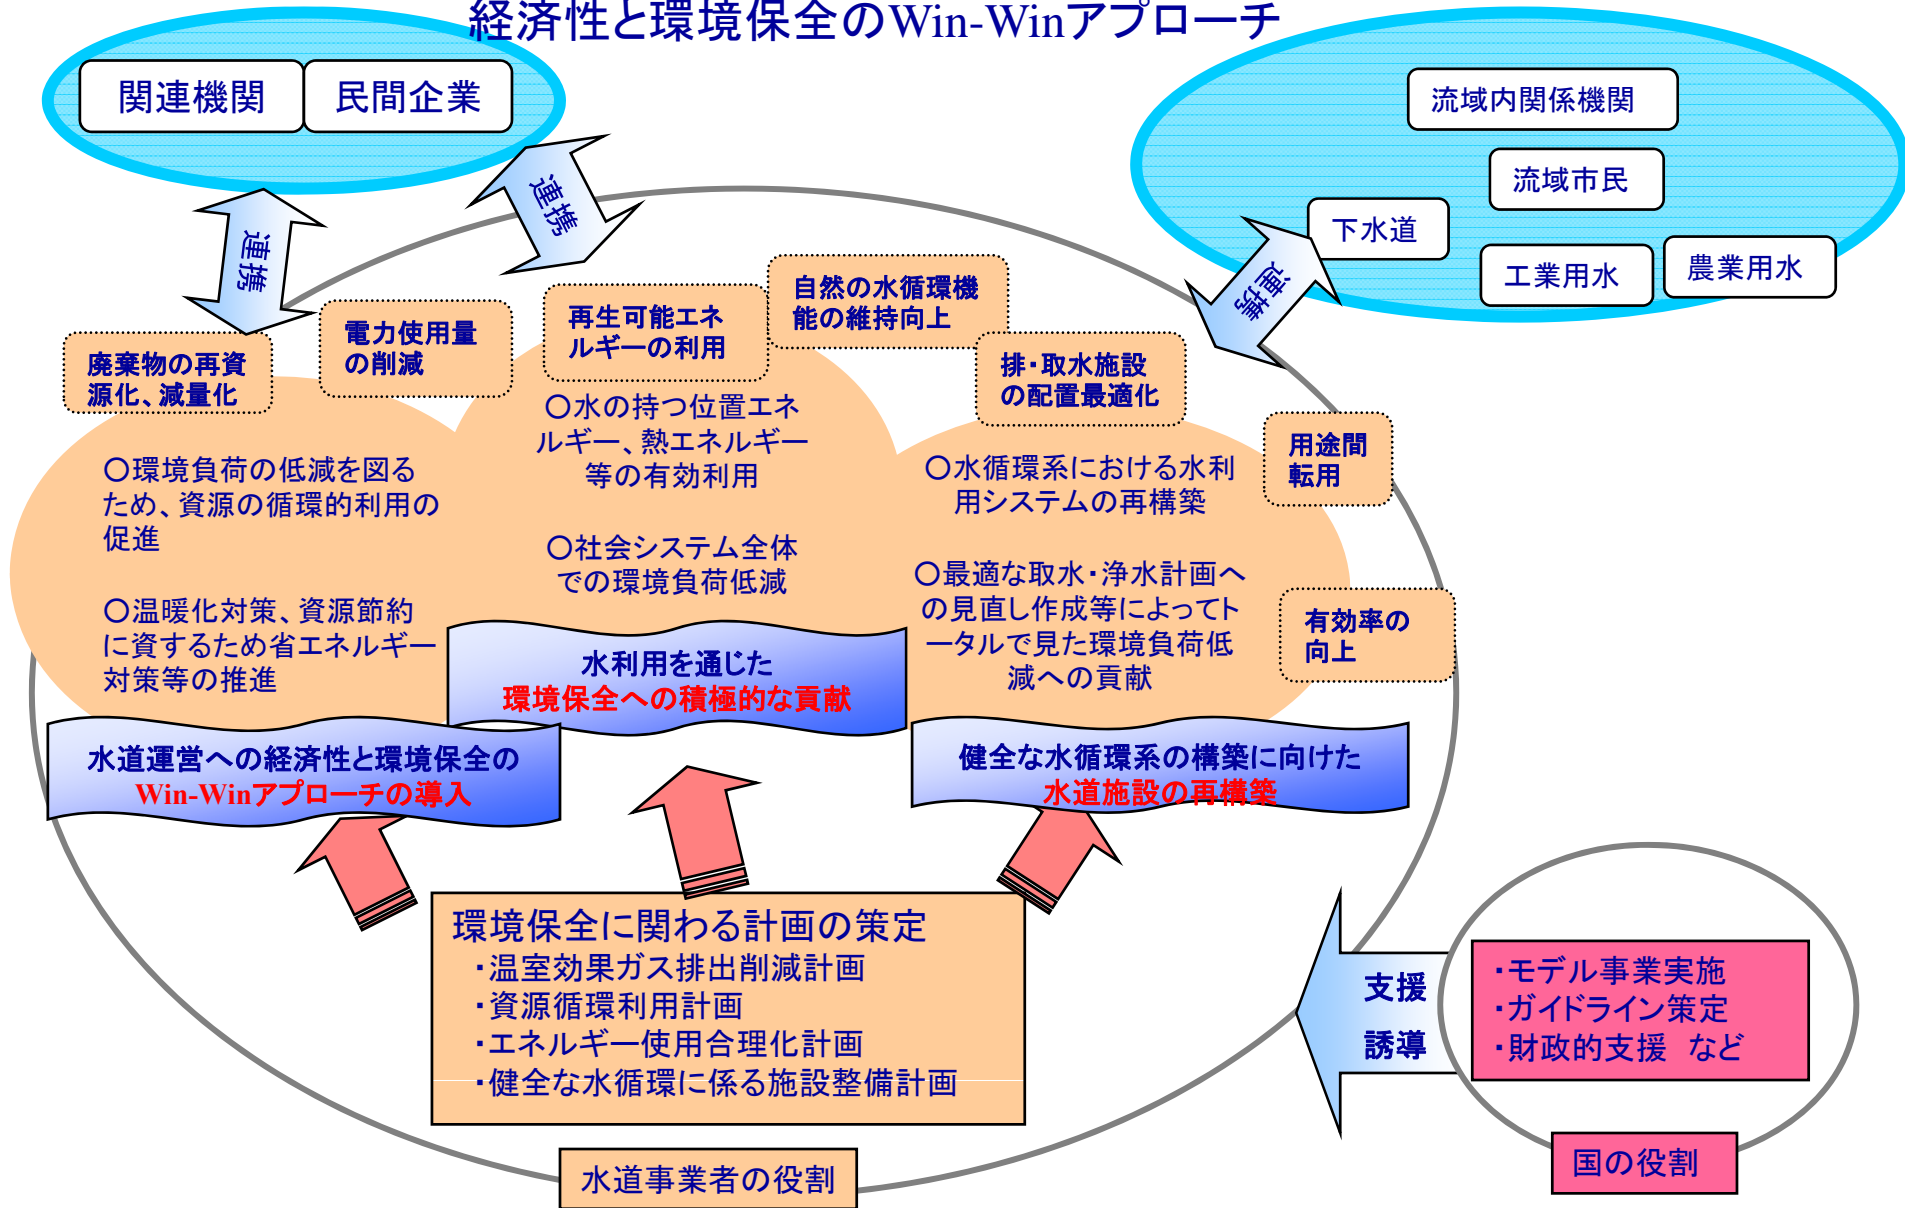 経済性と環境保全のWin-Winアプローチ
関連機関
民間企業
流域内関係機関
流域市民
下水道
工業用水
農業用水
連携
連携
連携
廃棄物の再資
源化、減量化
電力使用量
の削減
再生可能エネ
ルギーの利用
自然の水循環機
能の維持向上
排・取水施設
の配置最適化
用途間
転用
有効率の
向上
○環境負荷の低減を図る
ため、資源の循環的利用の
促進
○温暖化対策、資源節約
に資するため省エネルギー
対策等の推進
○水の持つ位置エネ
ルギー、熱エネルギー
等の有効利用
○社会システム全体
での環境負荷低減
○水循環系における水利
用システムの再構築
○最適な取水・浄水計画へ
の見直し作成等によってト
ータルで見た環境負荷低
減への貢献
水道運営への経済性と環境保全の
Win-Winアプローチの導入
水利用を通じた
環境保全への積極的な貢献
健全な水循環系の構築に向けた
水道施設の再構築
環境保全に関わる計画の策定
・温室効果ガス排出削減計画
・資源循環利用計画
・エネルギー使用合理化計画
・健全な水循環に係る施設整備計画
水道事業者の役割
支援
誘導
・モデル事業実施
・ガイドライン策定
・財政的支援 など
国の役割